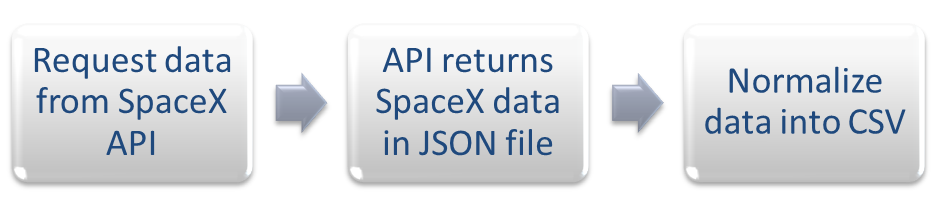 Request data
from SpaceX
API
API returns
SpaceX data
in JSON file
Normalize
data into CSV